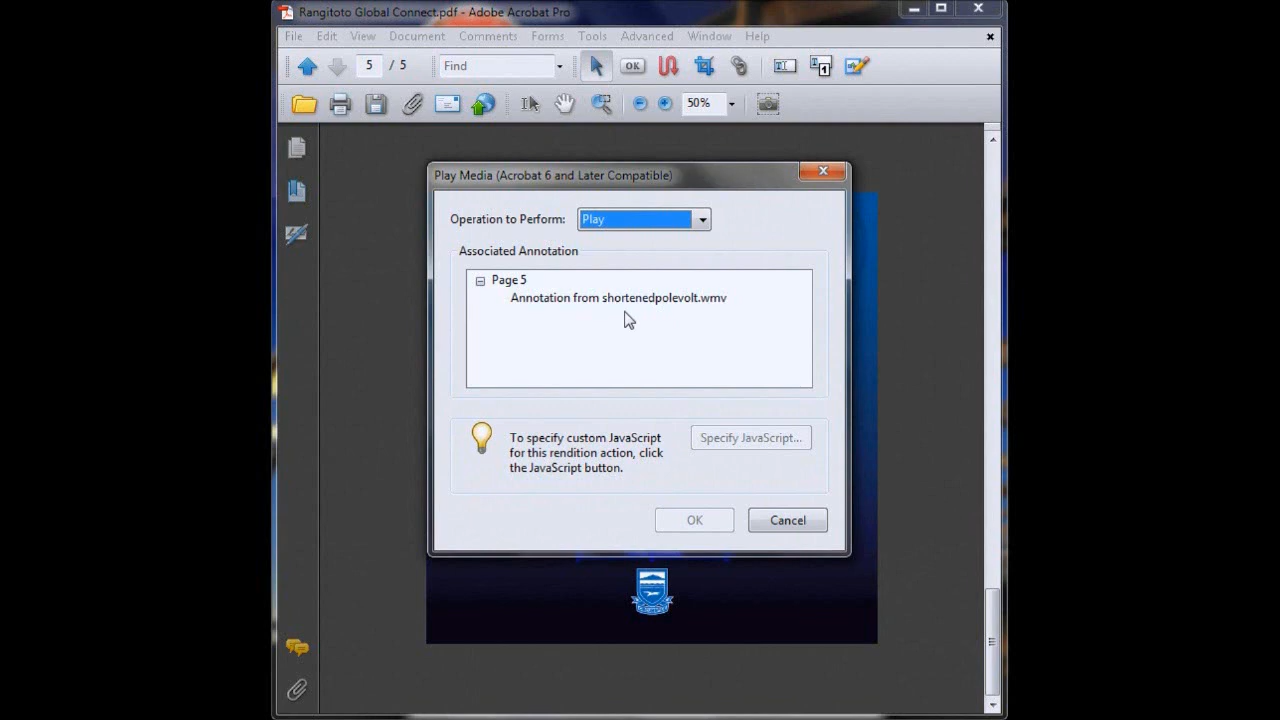 Rangitoto Global Connect.pdf - Adobe Acrobat Pro
File Edit View Document Comments Forms Tools Advanced Window Help
5 / 5 Find OK 1
50%
Play Media (Acrobat 6 and Later Compatible)
Operation to Perform: Play
Associated Annotation
Page 5
Annotation from shortenedpolevolt.wmv
To specify custom JavaScript
for this rendition action, click
the JavaScript button.
Specify JavaScript...
OK Cancel